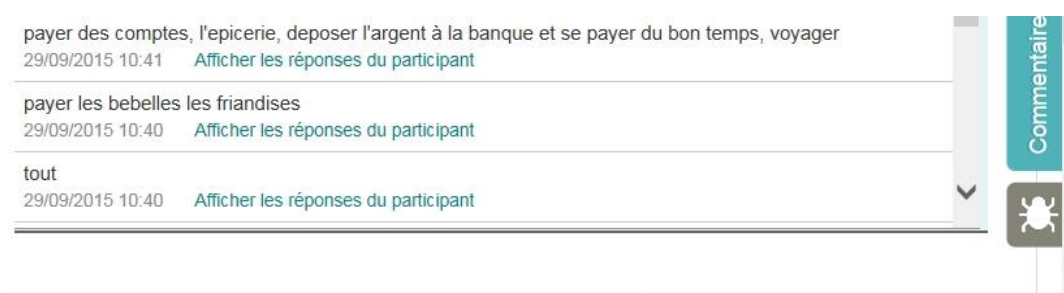 payer des comptes, l'epicerie, deposer l'argent à la banque et se payer du bon temps, voyager
29/09/2015 10:41 Afficher les réponses du participant
payer les bebelles les friandises
29/09/2015 10:40 Afficher les réponses du participant
tout
29/09/2015 10:40 Afficher les réponses du participant
Commentaire